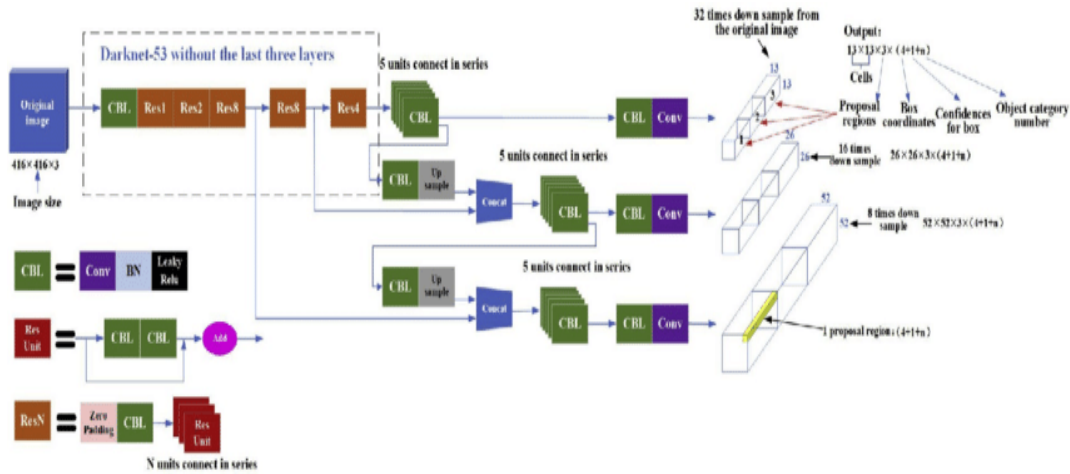 32 times down sample from
the original image
Output:
13×13×3×(4+1+n)
Cells
Darknet-53 without the last three layers
5 units connect in series
Original
image
CBL
Res1
Res2
Res8
Res8
Res4
CBL
CBL
Conv
13
13
3
2
1
Proposal
regions
Box
coordinates
Confidences
for box
Object category
number
416×416×3
Image size
CBL
Up
sample
Concat
5 units connect in series
CBL
CBL
Conv
26
26
16 times
down sample
26×26×3×(4+1+n)
CBL
Up
sample
Concat
5 units connect in series
CBL
CBL
Conv
52
52
8 times down
sample
52×52×3×(4+1+n)
1 proposal region:(4+1+n)
CBL
=
Conv
BN
Leaky
Relu
Res
Unit
=
CBL
CBL
Add
ResN
=
Zero
Padding
CBL
Res
Unit
N units connect in series